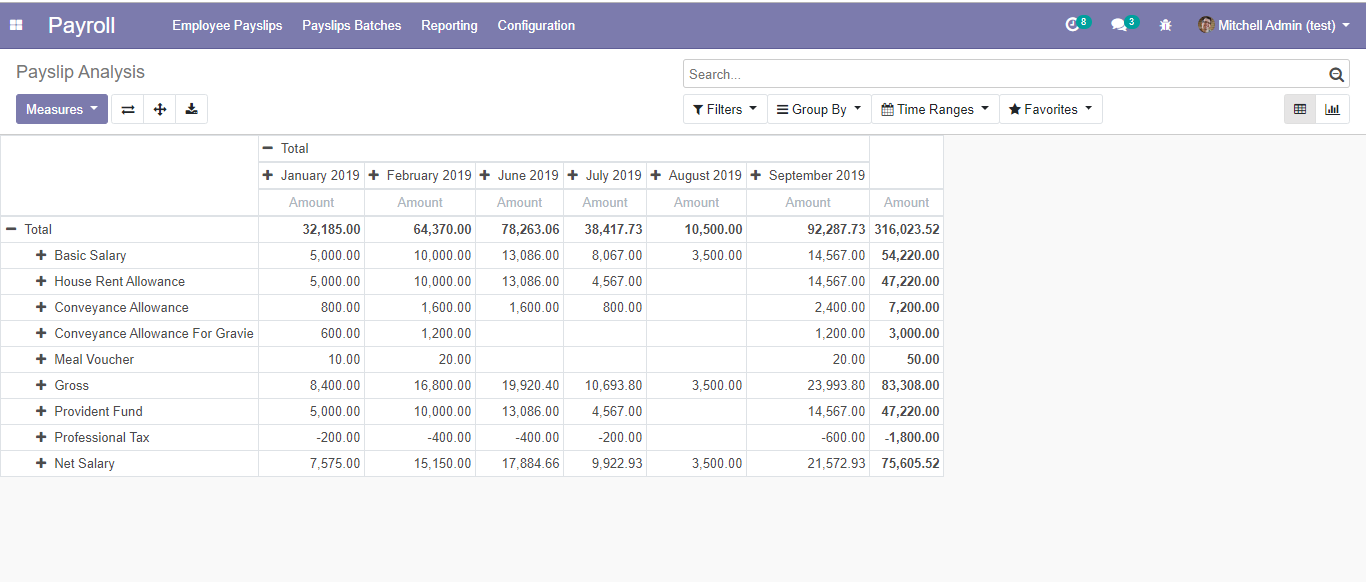 Payroll Employee Payslips Payslips Batches Reporting Configuration 8 3 Mitchell Admin (test)
Payslip Analysis Search...
Measures Filters Group By Time Ranges Favorites
Total
January 2019 February 2019 June 2019 July 2019 August 2019 September 2019
Amount Amount Amount Amount Amount Amount Amount
Total 32,185.00 64,370.00 78,263.06 38,417.73 10,500.00 92,287.73 316,023.52
Basic Salary 5,000.00 10,000.00 13,086.00 8,067.00 3,500.00 14,567.00 54,220.00
House Rent Allowance 5,000.00 10,000.00 13,086.00 4,567.00 14,567.00 47,220.00
Conveyance Allowance 800.00 1,600.00 1,600.00 800.00 2,400.00 7,200.00
Conveyance Allowance For Gravie 600.00 1,200.00 1,200.00 3,000.00
Meal Voucher 10.00 20.00 20.00 50.00
Gross 8,400.00 16,800.00 19,920.40 10,693.80 3,500.00 23,993.80 83,308.00
Provident Fund 5,000.00 10,000.00 13,086.00 4,567.00 14,567.00 47,220.00
Professional Tax -200.00 -400.00 -400.00 -200.00 -600.00 -1,800.00
Net Salary 7,575.00 15,150.00 17,884.66 9,922.93 3,500.00 21,572.93 75,605.52